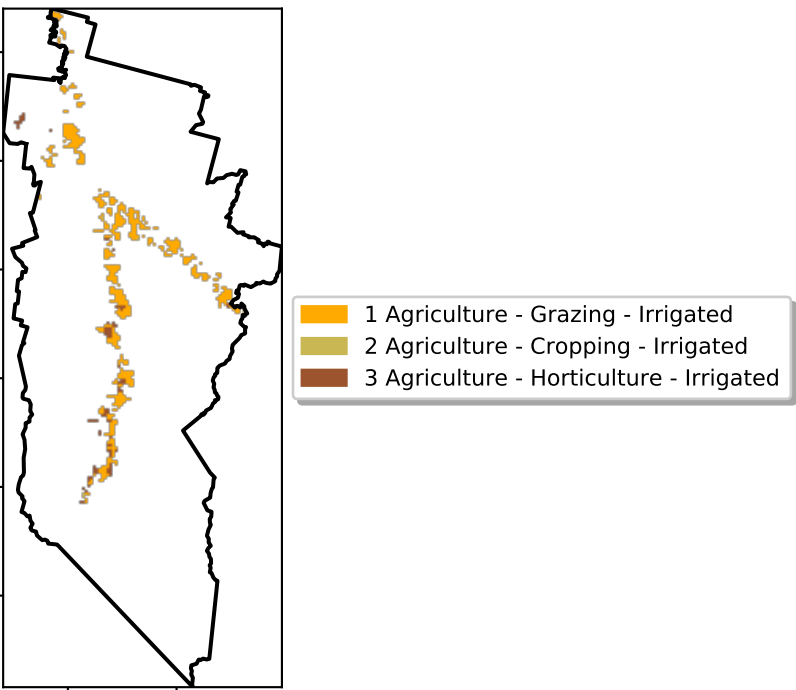 1 Agriculture - Grazing - Irrigated
2 Agriculture - Cropping - Irrigated
3 Agriculture - Horticulture - Irrigated